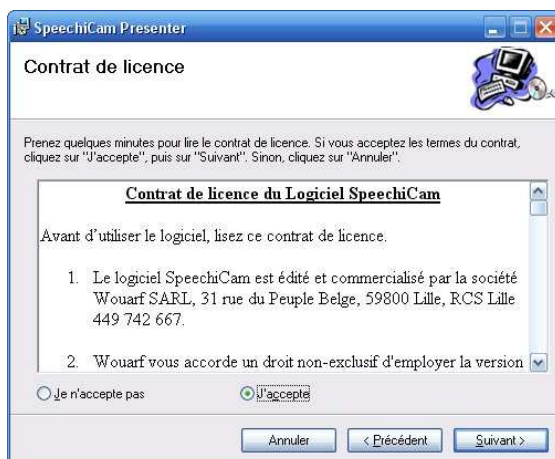 SpeechiCam Presenter
Contrat de licence
Prenez quelques minutes pour lire le contrat de licence. Si vous acceptez les termes du contrat,
cliquez sur "J'accepte", puis sur "Suivant". Sinon, cliquez sur "Annuler".
Contrat de licence du Logiciel SpeechiCam
Avant d'utiliser le logiciel, lisez ce contrat de licence.
1. Le logiciel SpeechiCam est édité et commercialisé par la société
Wouarf SARL, 31 rue du Peuple Belge, 59800 Lille, RCS Lille
449 742 667.
2. Wouarf vous accorde un droit non-exclusif d'employer la version
Je n'accepte pas
J'accepte
Annuler
< Précédent
Suivant >